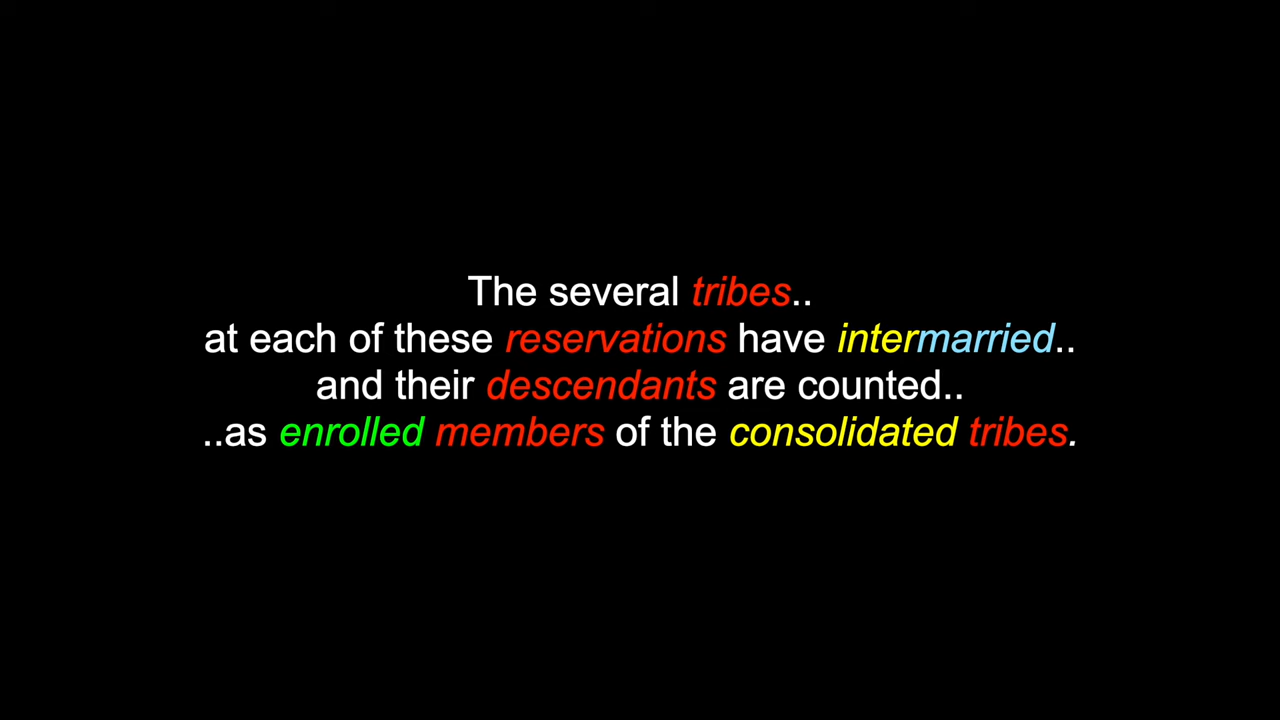 The several tribes..
at each of these reservations have intermarried..
and their descendants are counted..
..as enrolled members of the consolidated tribes.